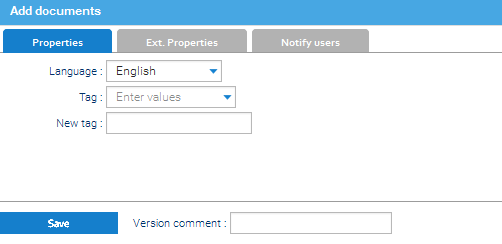 Add documents
Properties Ext. Properties Notify users
Language : English
Tag : Enter values
New tag :
Save Version comment :